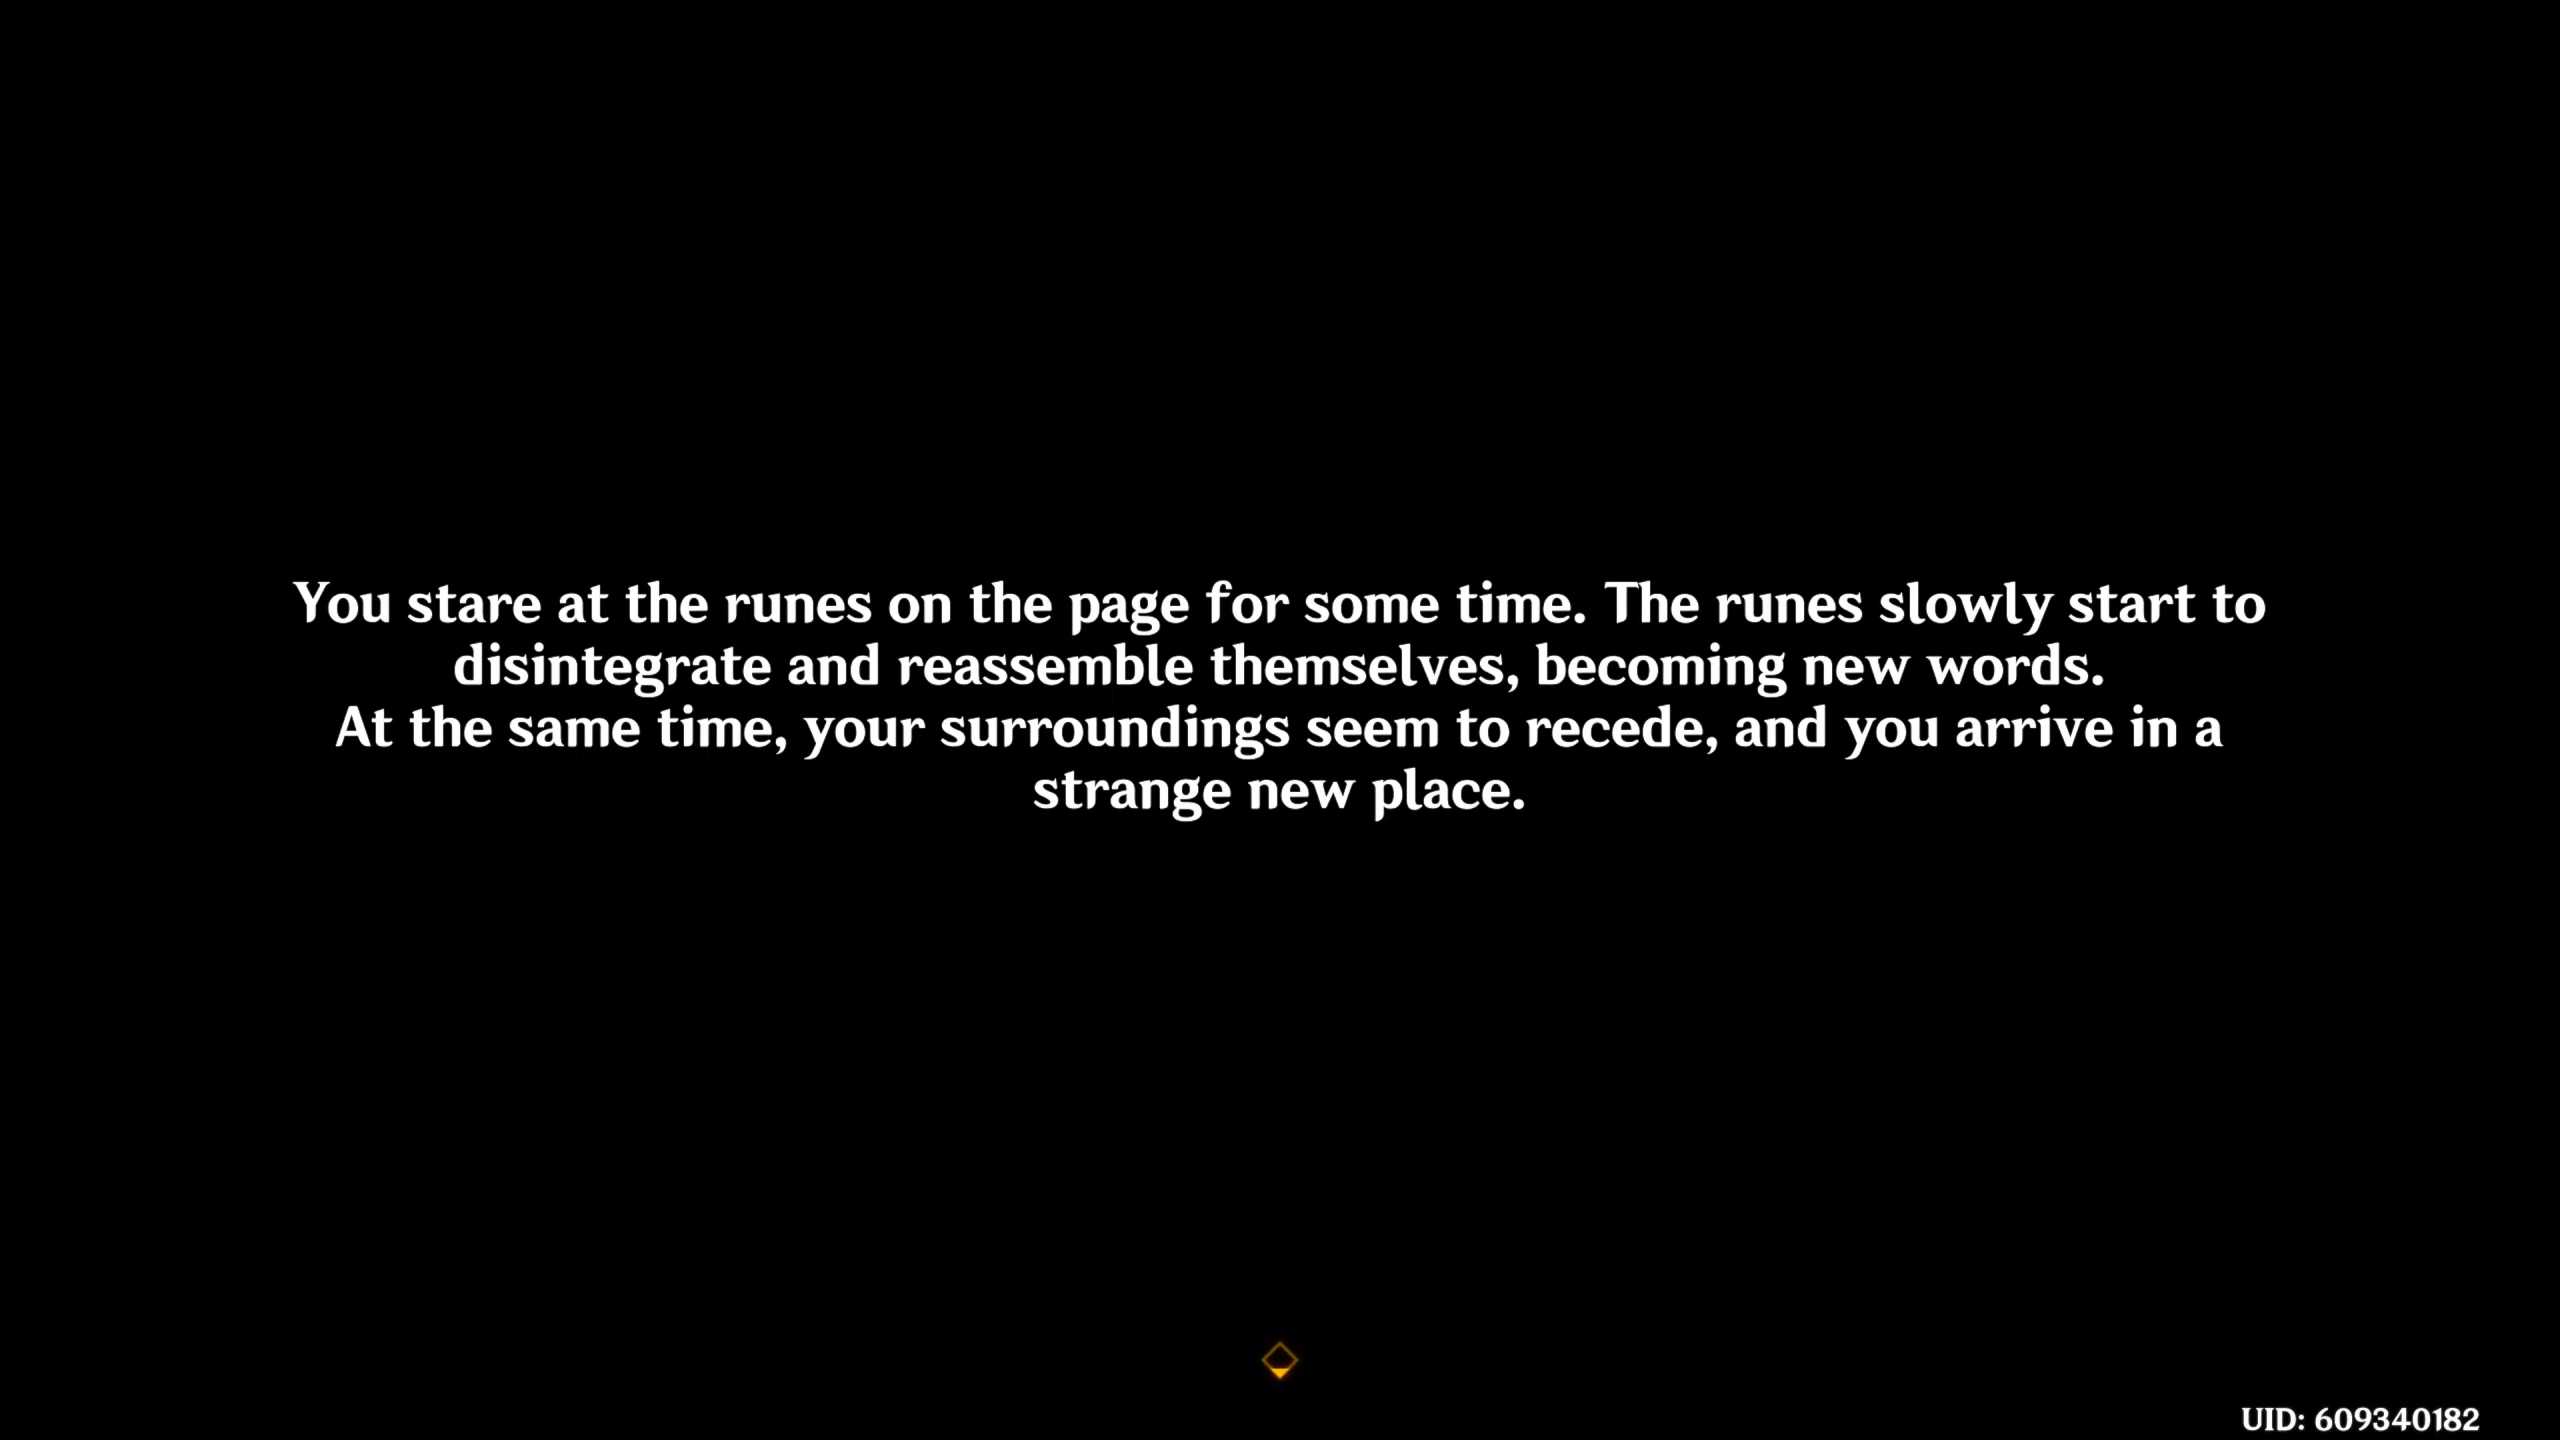 You stare at the runes on the page for some time. The runes slowly start to
disintegrate and reassemble themselves, becoming new words.
At the same time, your surroundings seem to recede, and you arrive in a
strange new place.
UID: 609340182